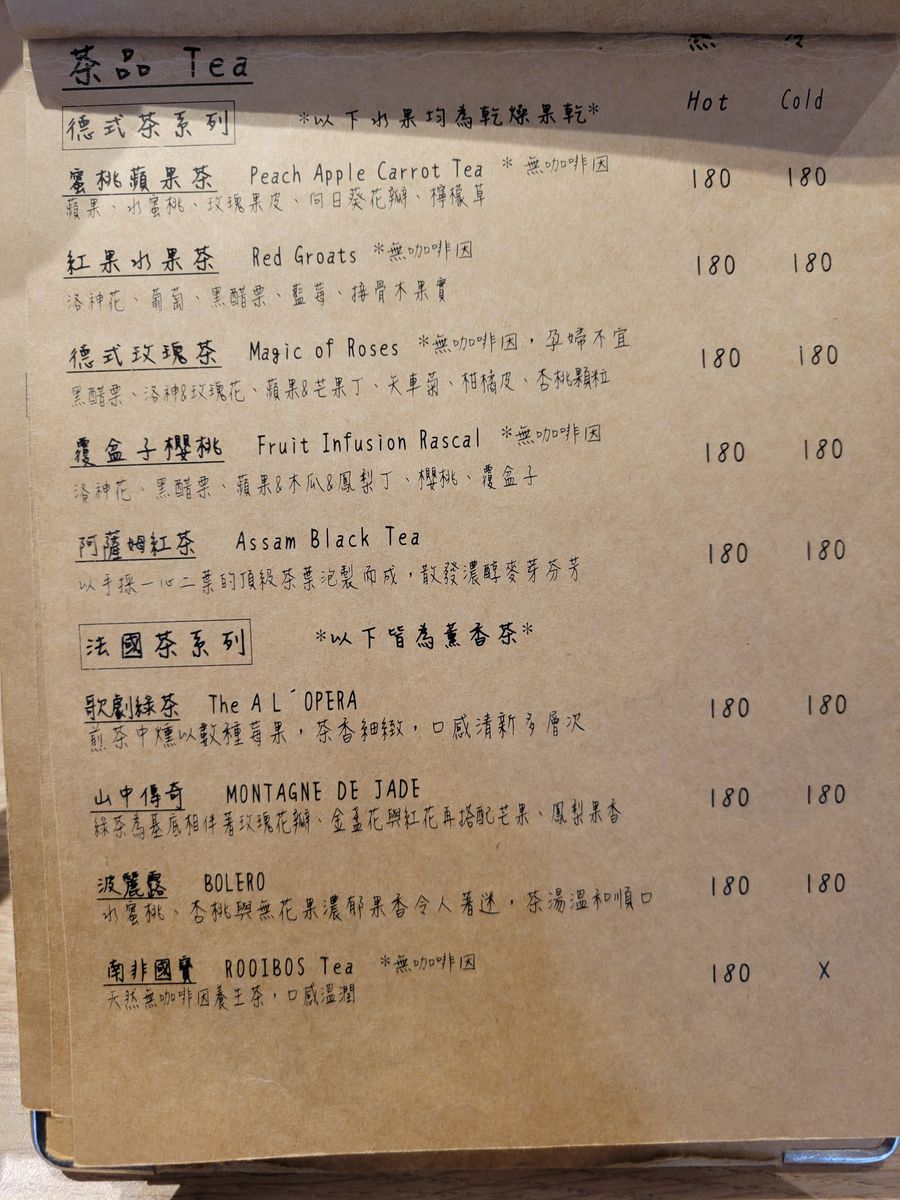 茶品 Tea
熱 冷
Hot Cold
德式茶系列 *以下水果均為乾燥果乾*
蜜桃蘋果茶 Peach Apple Carrot Tea *無咖啡因 180 180
蘋果、水蜜桃、玫瑰果皮、向日葵花瓣、檸檬草
紅果水果茶 Red Groats *無咖啡因 180 180
洛神花、葡萄、黑醋栗、藍莓、接骨木果實
德式玫瑰茶 Magic of Roses *無咖啡因,孕婦不宜 180 180
黑醋栗、洛神&玫瑰花、蘋果&芒果丁、矢車菊、柑橘皮、杏桃顆粒
覆盆子櫻桃 Fruit Infusion Rascal *無咖啡因 180 180
洛神花、黑醋栗、蘋果&木瓜&鳳梨丁、櫻桃、覆盆子
阿薩姆紅茶 Assam Black Tea 180 180
以手採一心二葉的頂級茶葉泡製而成,散發濃醇麥芽芬芳
法國茶系列 *以下皆為薰香茶*
歌劇綠茶 The A L´OPERA 180 180
煎茶中燻以數種莓果,茶香細緻,口感清新多層次
山中傳奇 MONTAGNE DE JADE 180 180
綠茶為基底相伴著玫瑰花瓣、金盞花與紅花再搭配芒果、鳳梨果香
波麗露 BOLERO 180 180
水蜜桃、杏桃與無花果濃郁果香令人著迷,茶湯溫和順口
南非國寶 ROOIBOS Tea *無咖啡因 180 X
天然無咖啡因養生茶,口感溫潤